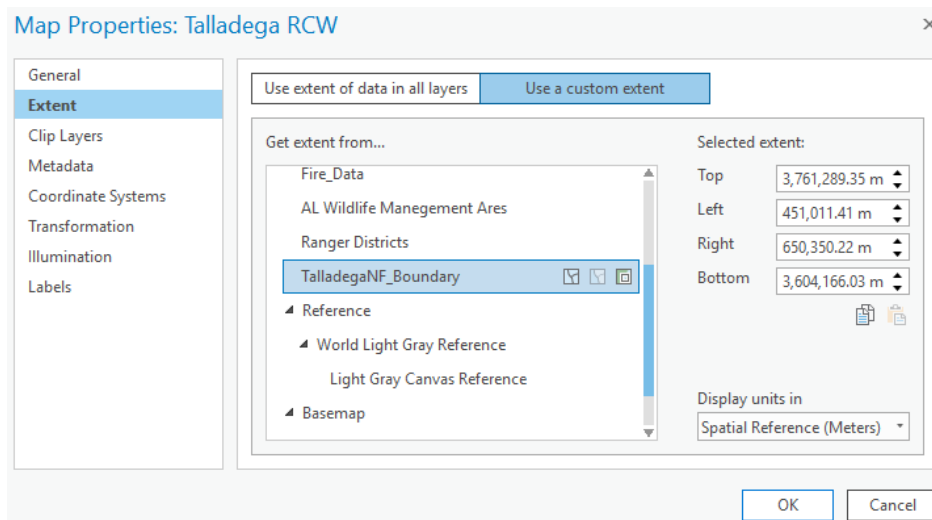 Map Properties: Talladega RCW
General
Extent
Clip Layers
Metadata
Coordinate Systems
Transformation
Illumination
Labels
Use extent of data in all layers
Use a custom extent
Get extent from...
Fire_Data
AL Wildlife Manegement Ares
Ranger Districts
TalladegaNF_Boundary
Reference
World Light Gray Reference
Light Gray Canvas Reference
Basemap
Selected extent:
Top 3,761,289.35 m
Left 451,011.41 m
Right 650,350.22 m
Bottom 3,604,166.03 m
Display units in
Spatial Reference (Meters)
OK
Cancel